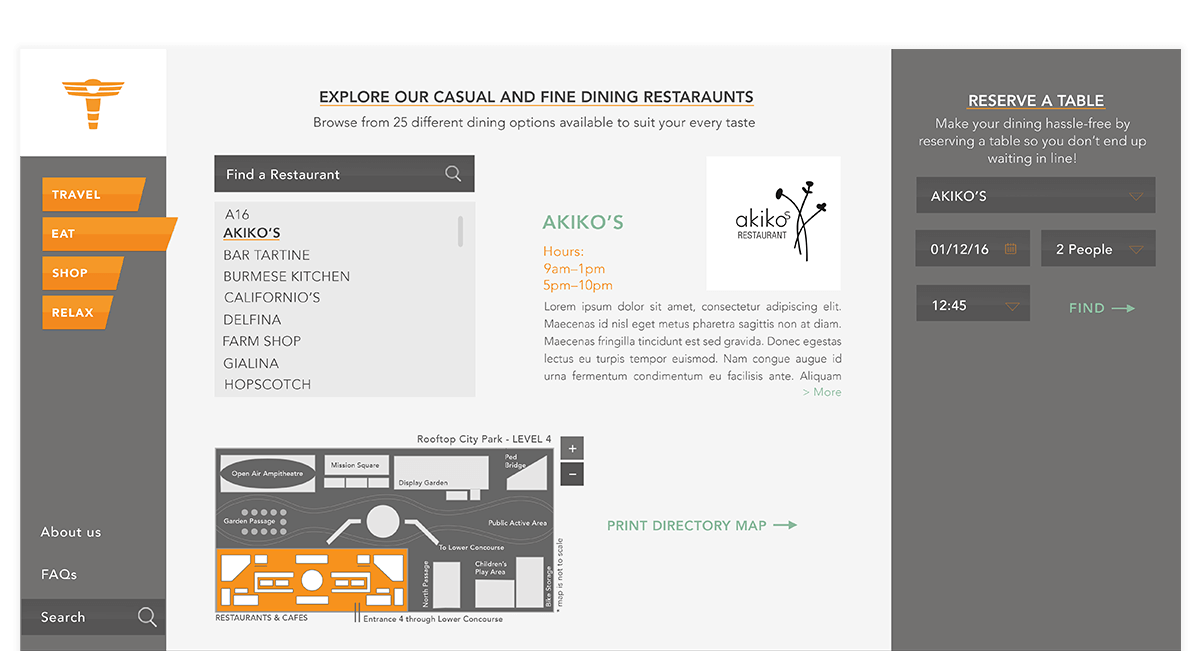 TRAVEL
EAT
SHOP
RELAX
About us
FAQs
Search
EXPLORE OUR CASUAL AND FINE DINING RESTARAUNTS
Browse from 25 different dining options available to suit your every taste
Find a Restaurant
A16
AKIKO'S
BAR TARTINE
BURMESE KITCHEN
CALIFORNIO'S
DELFINA
FARM SHOP
GIALINA
HOPSCOTCH
AKIKO'S
Hours:
9am–1pm
5pm–10pm
akikos
RESTAURANT
Lorem ipsum dolor sit amet, consectetur adipiscing elit.
Maecenas id nisl eget metus pharetra sagittis non at diam.
Maecenas fringilla tincidunt est sed gravida. Donec egestas
lectus eu turpis tempor euismod. Nam congue augue id
urna fermentum condimentum eu facilisis ante. Aliquam
> More
Rooftop City Park - LEVEL 4
+
−
Open Air Ampitheatre
Mission Square
Display Garden
Ped
Bridge
Garden Passage
Public Active Area
To Lower Concourse
North Passage
Children's
Play Area
Bike Storage
* map is not to scale
RESTAURANTS & CAFES
Entrance 4 through Lower Concourse
PRINT DIRECTORY MAP
RESERVE A TABLE
Make your dining hassle-free by
reserving a table so you don't end up
waiting in line!
AKIKO'S
01/12/16
2 People
12:45
FIND